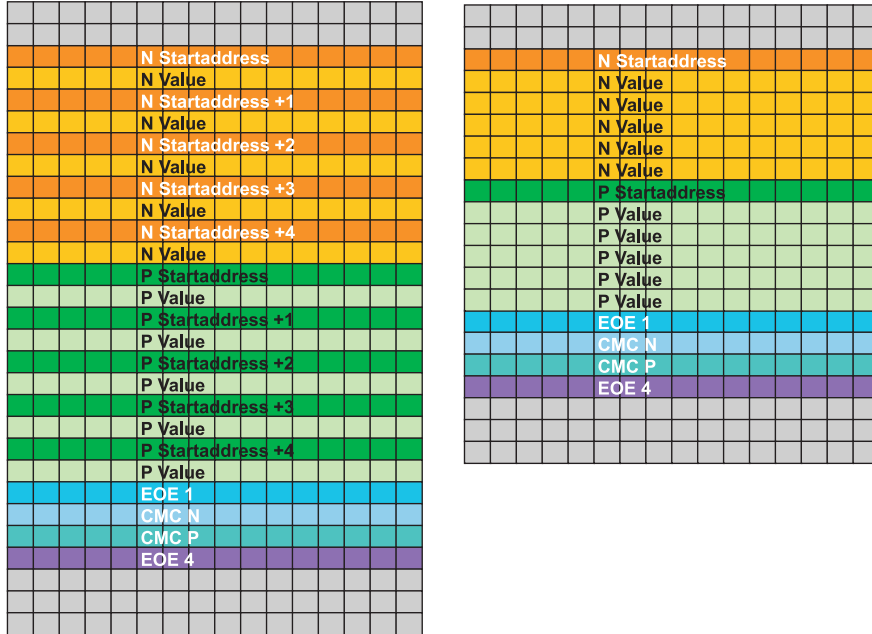 N Startaddress
N Value
N Startaddress +1
N Value
N Startaddress +2
N Value
N Startaddress +3
N Value
N Startaddress +4
N Value
P Startaddress
P Value
P Startaddress +1
P Value
P Startaddress +2
P Value
P Startaddress +3
P Value
P Startaddress +4
P Value
EOE 1
CMC N
CMC P
EOE 4
N Startaddress
N Value
N Value
N Value
N Value
N Value
P Startaddress
P Value
P Value
P Value
P Value
P Value
EOE 1
CMC N
CMC P
EOE 4